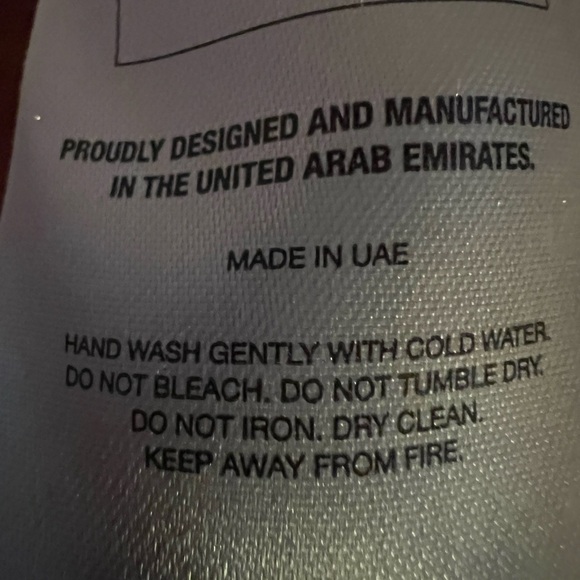 PROUDLY DESIGNED AND MANUFACTURED
IN THE UNITED ARAB EMIRATES.
MADE IN UAE
HAND WASH GENTLY WITH COLD WATER.
DO NOT BLEACH. DO NOT TUMBLE DRY.
DO NOT IRON. DRY CLEAN.
KEEP AWAY FROM FIRE.